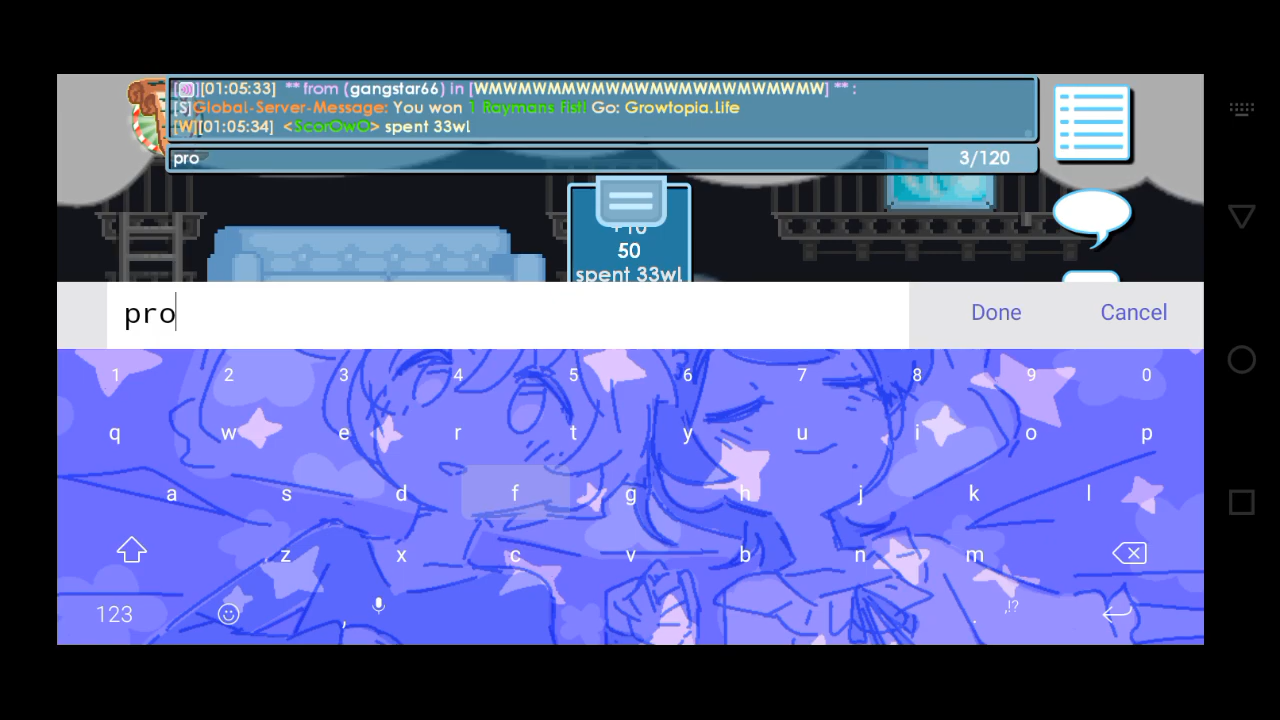 [][01:05:33] ** from (gangstar66) in [WMWMWMMWMWMWMWMWMWMWMW] ** :
[S]Global-Server-Message: You won 1 Raymans Fist! Go: Growtopia.Life
[W][01:05:34] <ScorOwO> spent 33wl
pro 3/120
+10
50
spent 33wl
pro Done Cancel
1 2 3 4 5 6 7 8 9 0
q w e r t y u i o p
a s d f g h j k l
z x c v b n m
123 , . ,!?